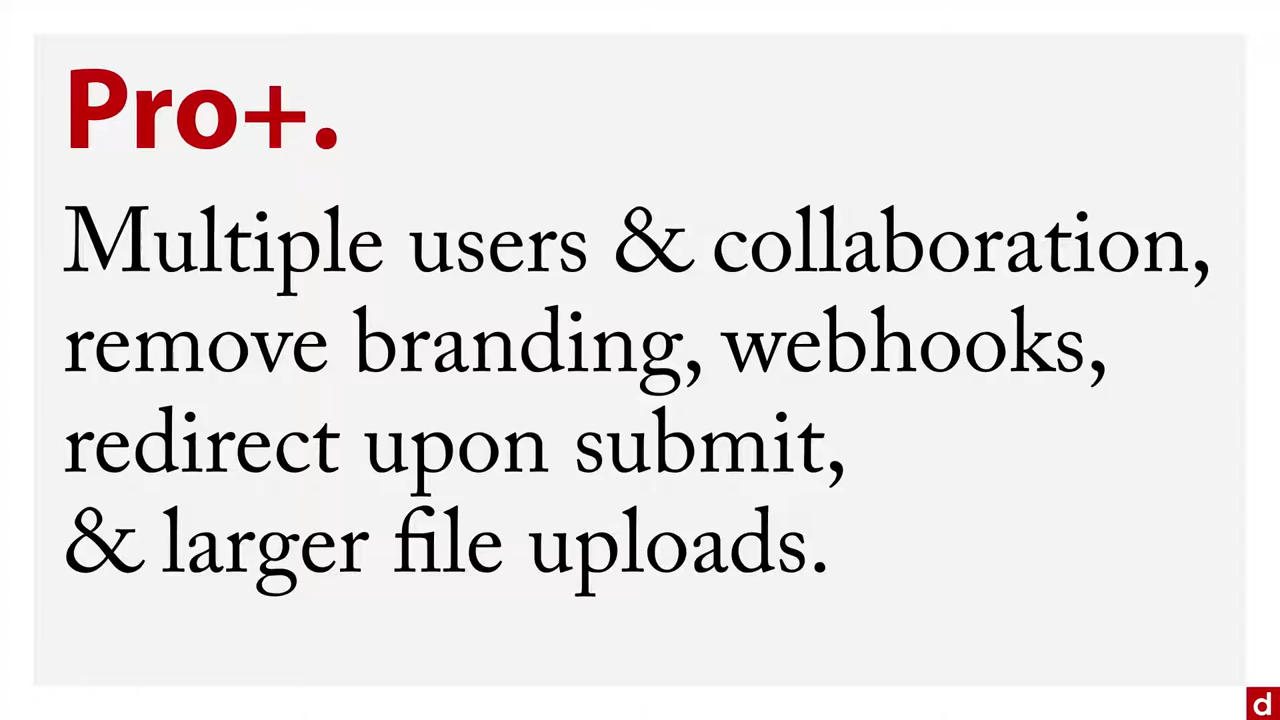 Pro+.
Multiple users & collaboration,
remove branding, webhooks,
redirect upon submit,
& larger file uploads.
d